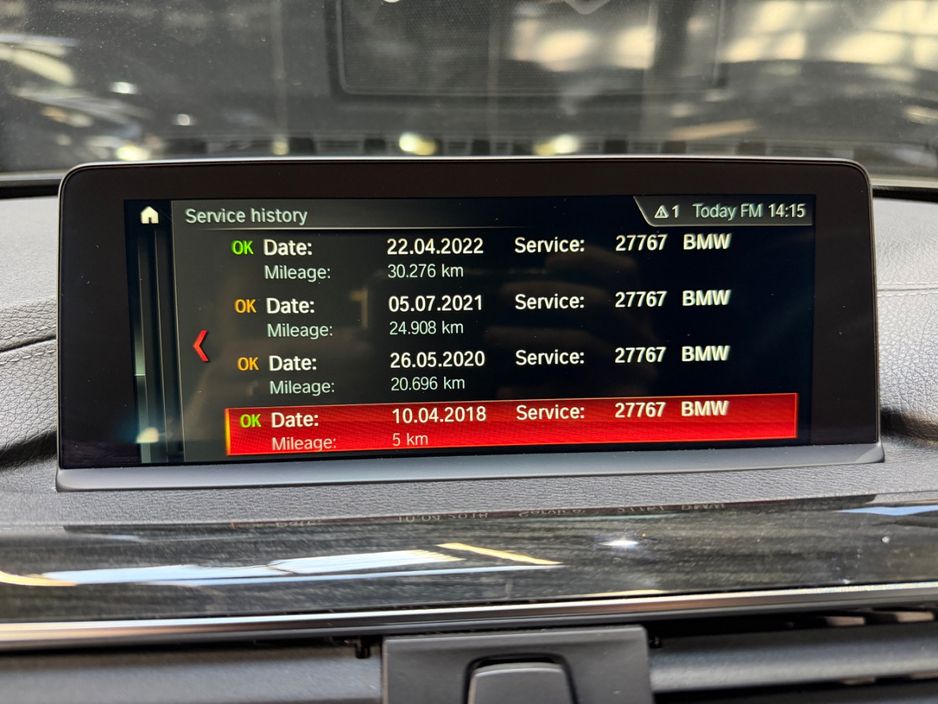 Service history
1 Today FM 14:15
OK Date: 22.04.2022 Service: 27767 BMW
Mileage: 30.276 km
OK Date: 05.07.2021 Service: 27767 BMW
Mileage: 24.908 km
OK Date: 26.05.2020 Service: 27767 BMW
Mileage: 20.696 km
OK Date: 10.04.2018 Service: 27767 BMW
Mileage: 5 km